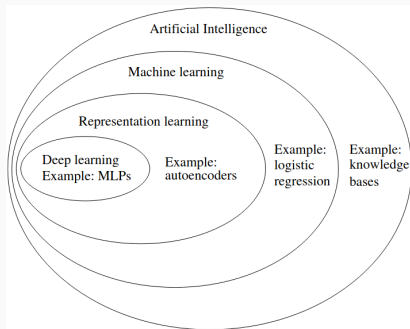 Artificial Intelligence
Machine learning
Representation learning
Deep learning
Example: MLPs
Example:
autoencoders
Example:
logistic
regression
Example:
knowledge
bases